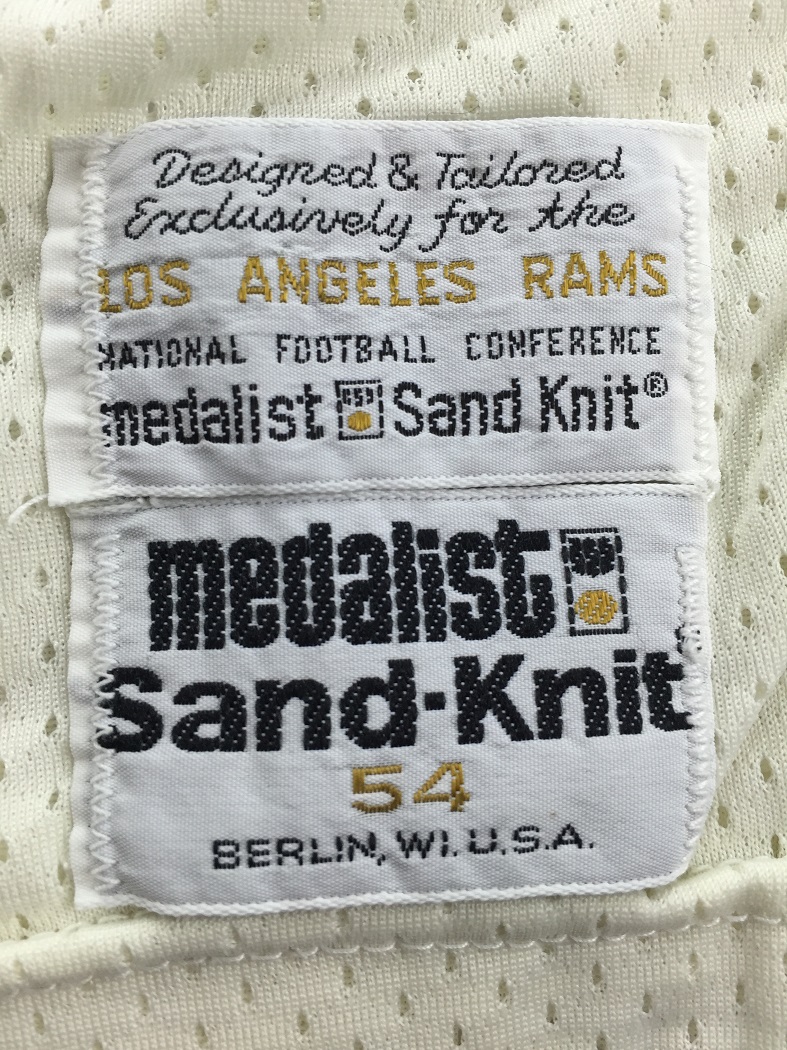 Designed & Tailored
Exclusively for the
LOS ANGELES RAMS
NATIONAL FOOTBALL CONFERENCE
medalist Sand Knit®
medalist
Sand-Knit
54
BERLIN, WI. U.S.A.